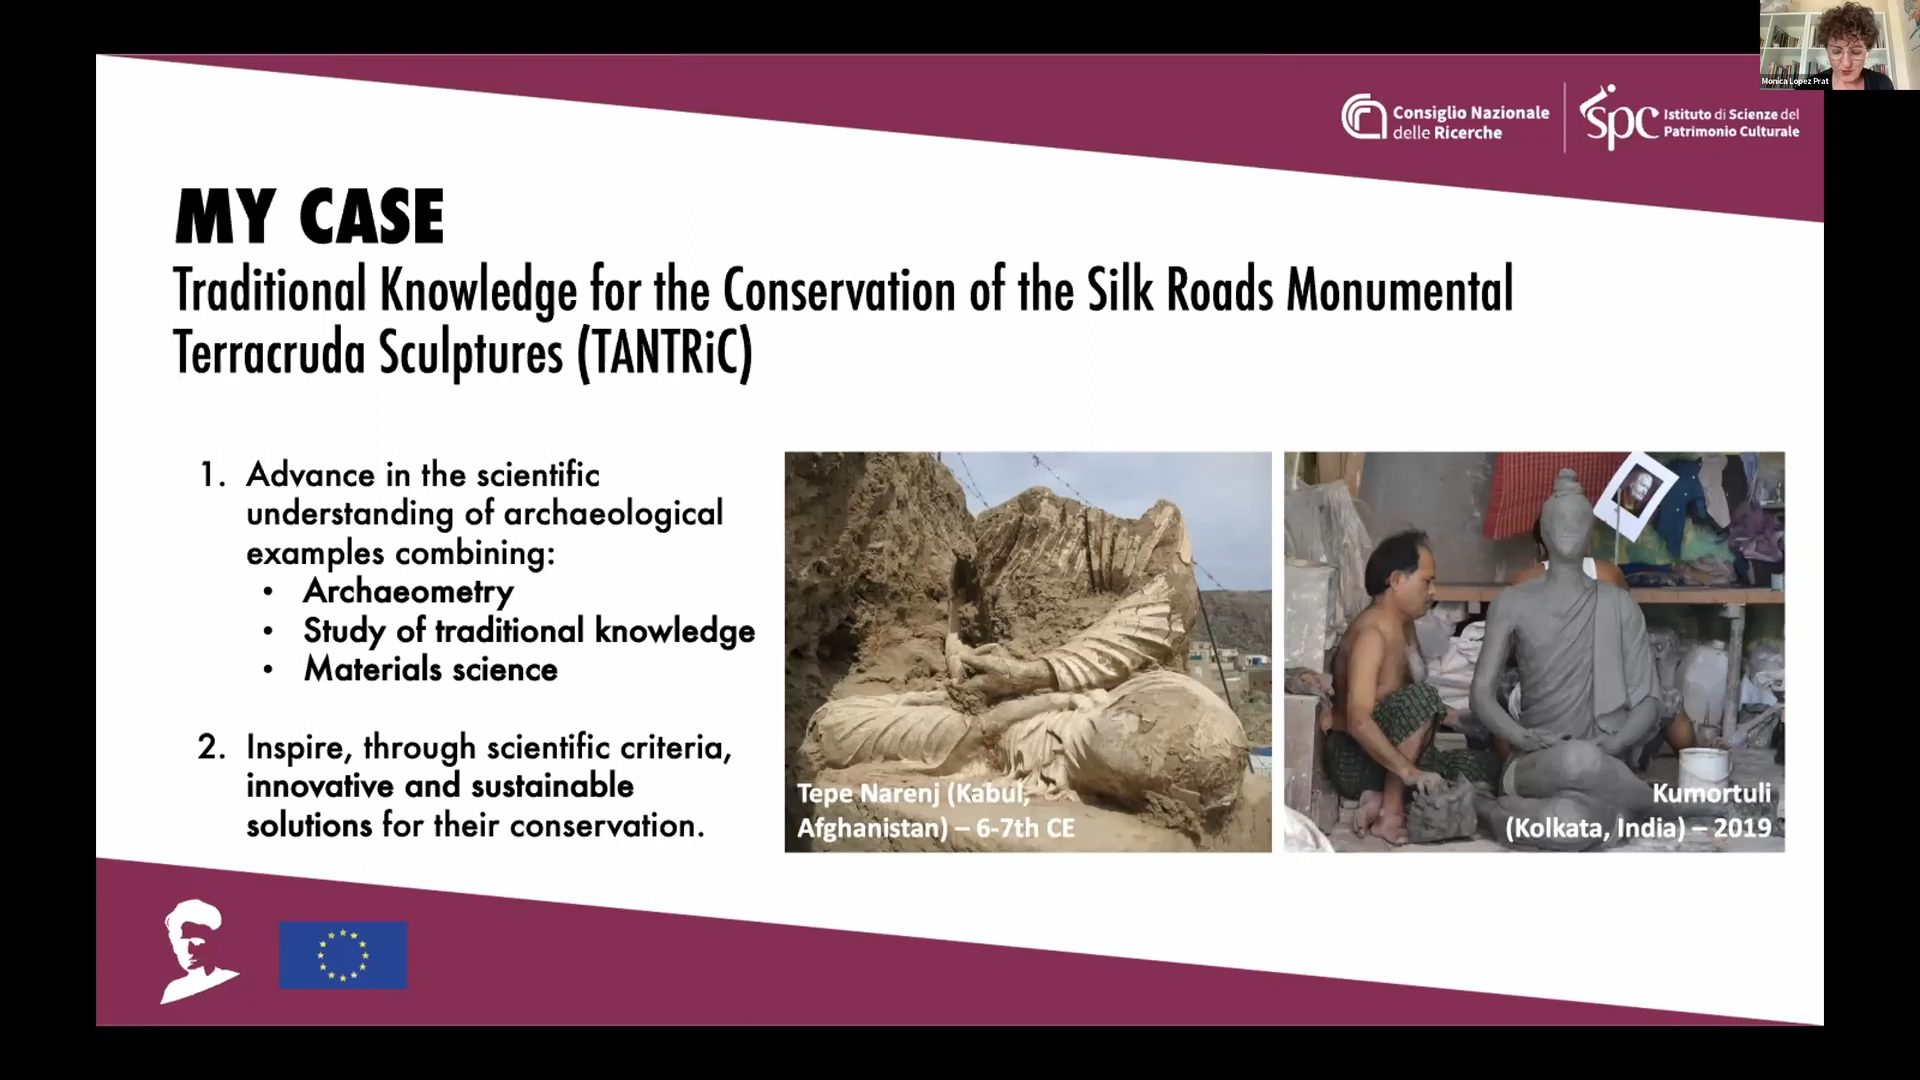 Monica Lopez Prat
Consiglio Nazionale
delle Ricerche
ispc
Istituto di Scienze del
Patrimonio Culturale
MY CASE
Traditional Knowledge for the Conservation of the Silk Roads Monumental
Terracruda Sculptures (TANTRiC)
1. Advance in the scientific
understanding of archaeological
examples combining:
• Archaeometry
• Study of traditional knowledge
• Materials science
2. Inspire, through scientific criteria,
innovative and sustainable
solutions for their conservation.
Tepe Narenj (Kabul,
Afghanistan) – 6-7th CE
Kumortuli
(Kolkata, India) – 2019